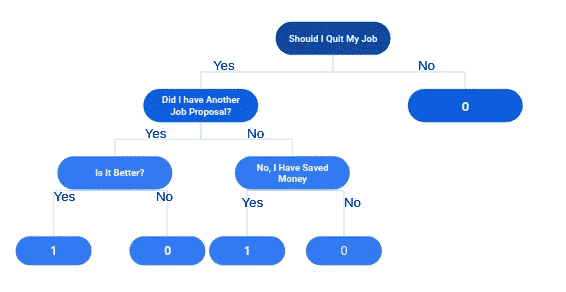 Should I Quit My Job
Yes
No
Did I have Another
Job Proposal?
0
Yes
No
Is It Better?
No, I Have Saved
Money
Yes
No
Yes
No
1
0
1
0